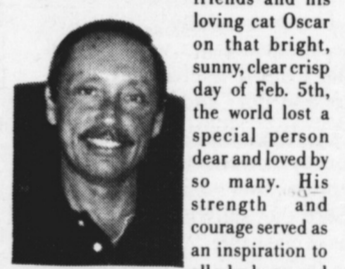 friends and his
loving cat Oscar
on that bright,
sunny, clear crisp
day of Feb. 5th,
the world lost a
special person
dear and loved by
so many. His
strength and
courage served as
an inspiration to